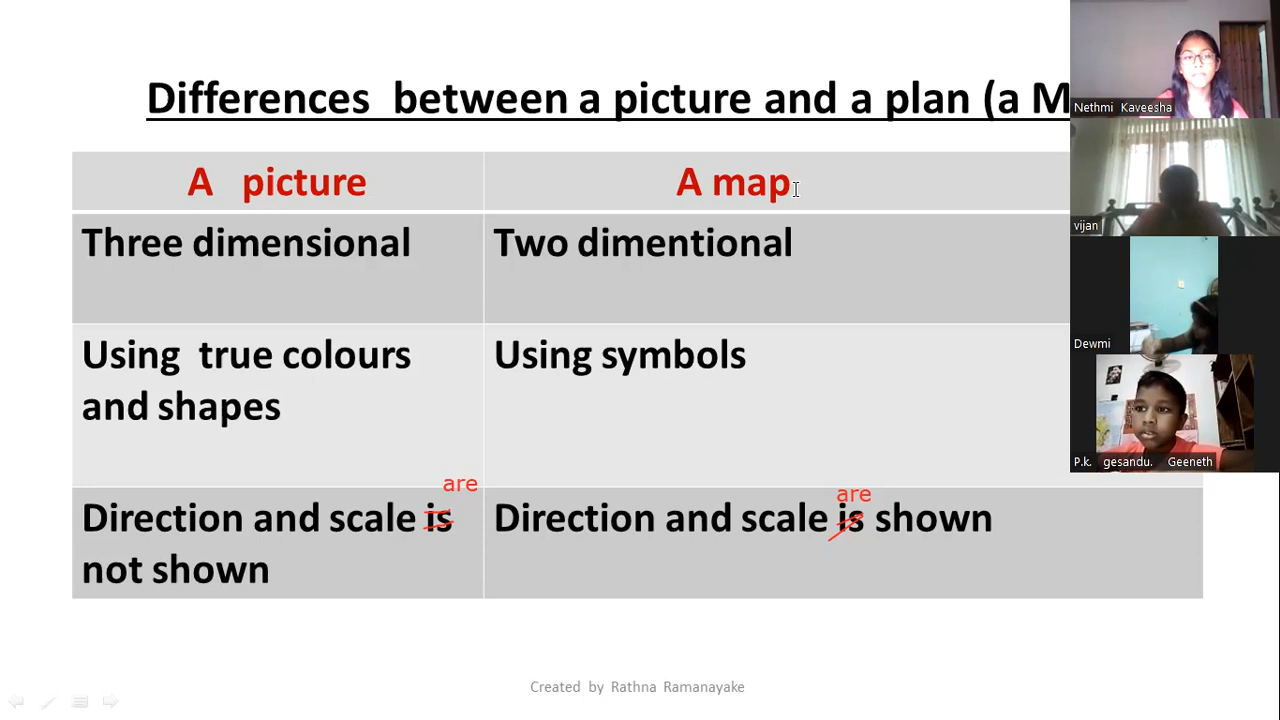 Differences between a picture and a plan (a M
A picture
A map
Three dimensional
Two dimentional
Using true colours
and shapes
Using symbols
are
Direction and scale is
not shown
are
Direction and scale is shown
Created by Rathna Ramanayake
Nethmi Kaveesha
vijan
Dewmi
P.k. gesandu. Geeneth